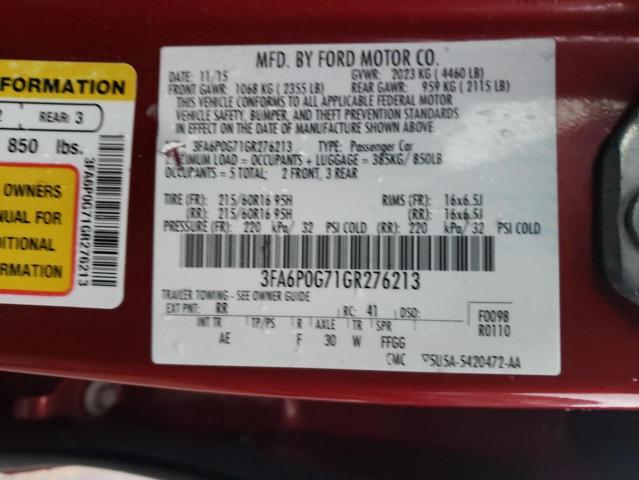 FORMATION
2 REAR: 3
850 lbs.
OWNERS
NUAL FOR
DITIONAL
RMATION
3FA6P0G71GR276213
MFD. BY FORD MOTOR CO.
DATE: 11/15 GVWR: 2023 KG ( 4460 LB)
FRONT GAWR: 1068 KG ( 2355 LB) REAR GAWR: 959 KG ( 2115 LB)
THIS VEHICLE CONFORMS TO ALL APPLICABLE FEDERAL MOTOR
VEHICLE SAFETY, BUMPER, AND THEFT PREVENTION STANDARDS
IN EFFECT ON THE DATE OF MANUFACTURE SHOWN ABOVE.
3FA6P0G71GR276213 TYPE: Passenger Car
MAXIMUM LOAD = OCCUPANTS + LUGGAGE = 385KG/850LB
OCCUPANTS = 5 TOTAL; 2 FRONT, 3 REAR
TIRE (FR): 215/60R16 95H RIMS (FR): 16x6.5J
(RR): 215/60R16 95H (RR): 16x6.5J
PRESSURE (FR): 220 kPa/ 32 PSI COLD (RR): 220 kPa/ 32 PSI COLD
3FA6P0G71GR276213
TRAILER TOWING - SEE OWNER GUIDE
EXT PNT: RR RC: 41 DSO: F0098
INT TR TP/PS R AXLE TR SPR R0110
AE F 30 W FFGG
CMC 5U5A-5420472-AA